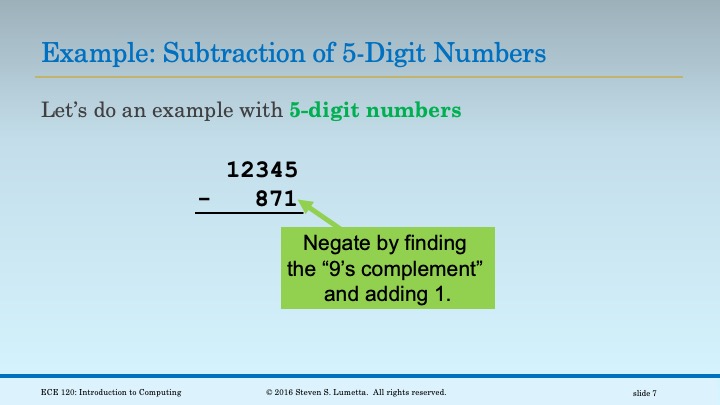 Example: Subtraction of 5-Digit Numbers
Let's do an example with 5-digit numbers
12345
- 871
Negate by finding
the “9's complement”
and adding 1.
ECE 120: Introduction to Computing © 2016 Steven S. Lumetta. All rights reserved. slide 7